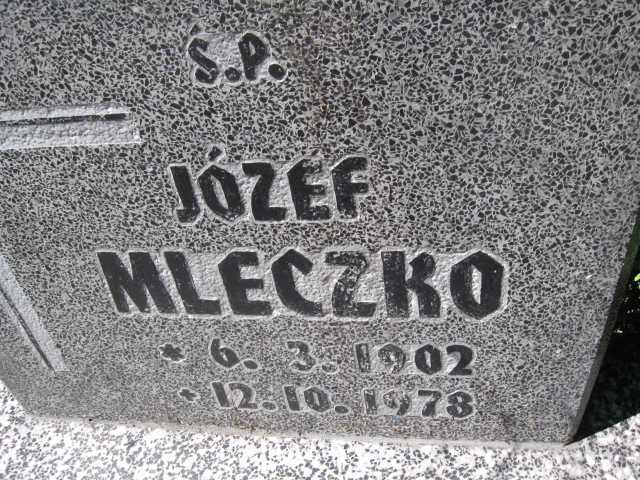 Ś.P.
JÓZEF
MLECZKO
* 6. 3. 1902
+ 12. 10. 1978